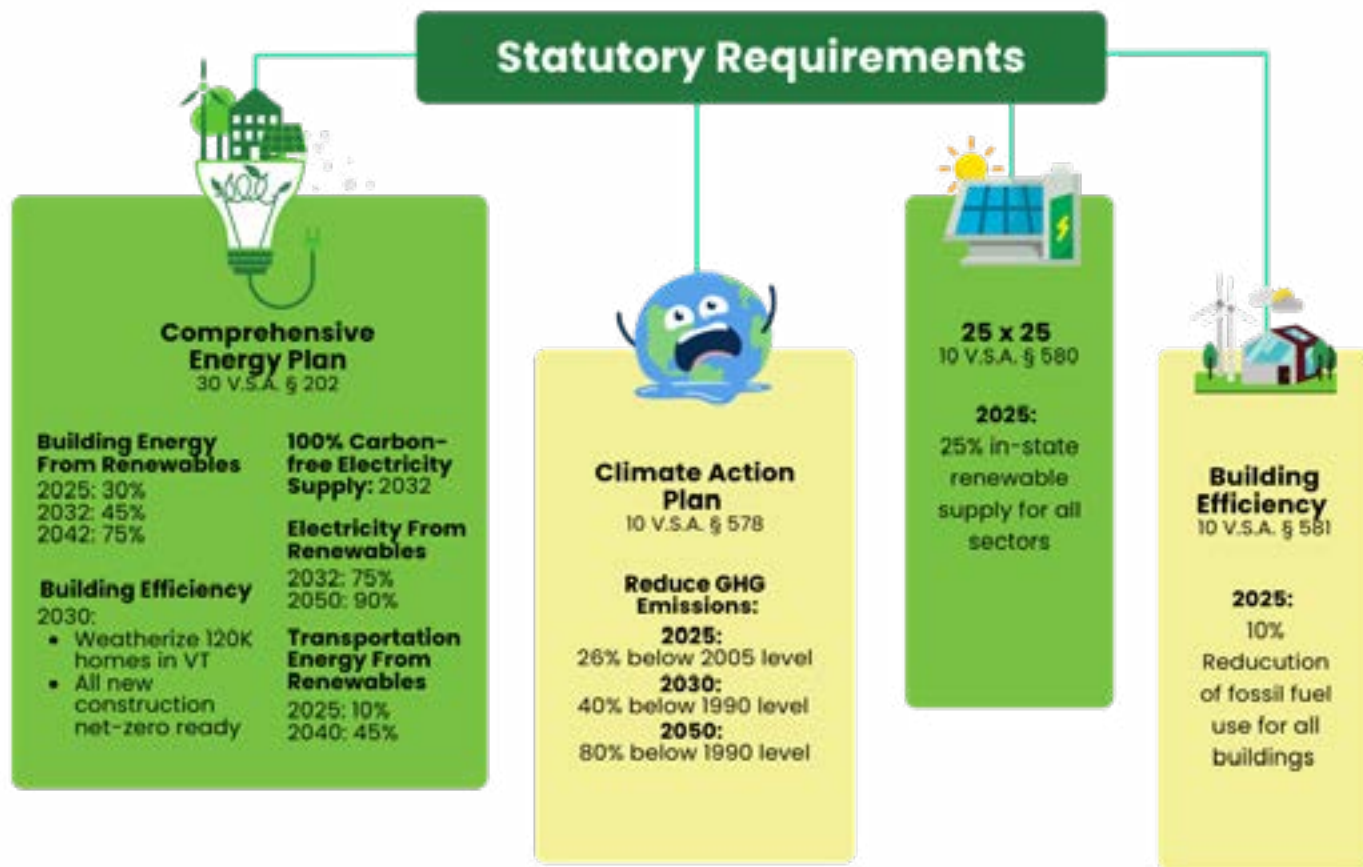 Statutory Requirements
Comprehensive
Energy Plan
30 V.S.A. § 202
Building Energy
From Renewables
2025: 30%
2032: 45%
2042: 75%
Building Efficiency
2030:
• Weatherize 120K
homes in VT
• All new
construction
net-zero ready
100% Carbon-
free Electricity
Supply: 2032
Electricity From
Renewables
2032: 75%
2050: 90%
Transportation
Energy From
Renewables
2025: 10%
2040: 45%
Climate Action
Plan
10 V.S.A. § 578
Reduce GHG
Emissions:
2025:
26% below 2005 level
2030:
40% below 1990 level
2050:
80% below 1990 level
25 x 25
10 V.S.A. § 580
2025:
25% in-state
renewable
supply for all
sectors
Building
Efficiency
10 V.S.A. § 581
2025:
10%
Reducution
of fossil fuel
use for all
buildings